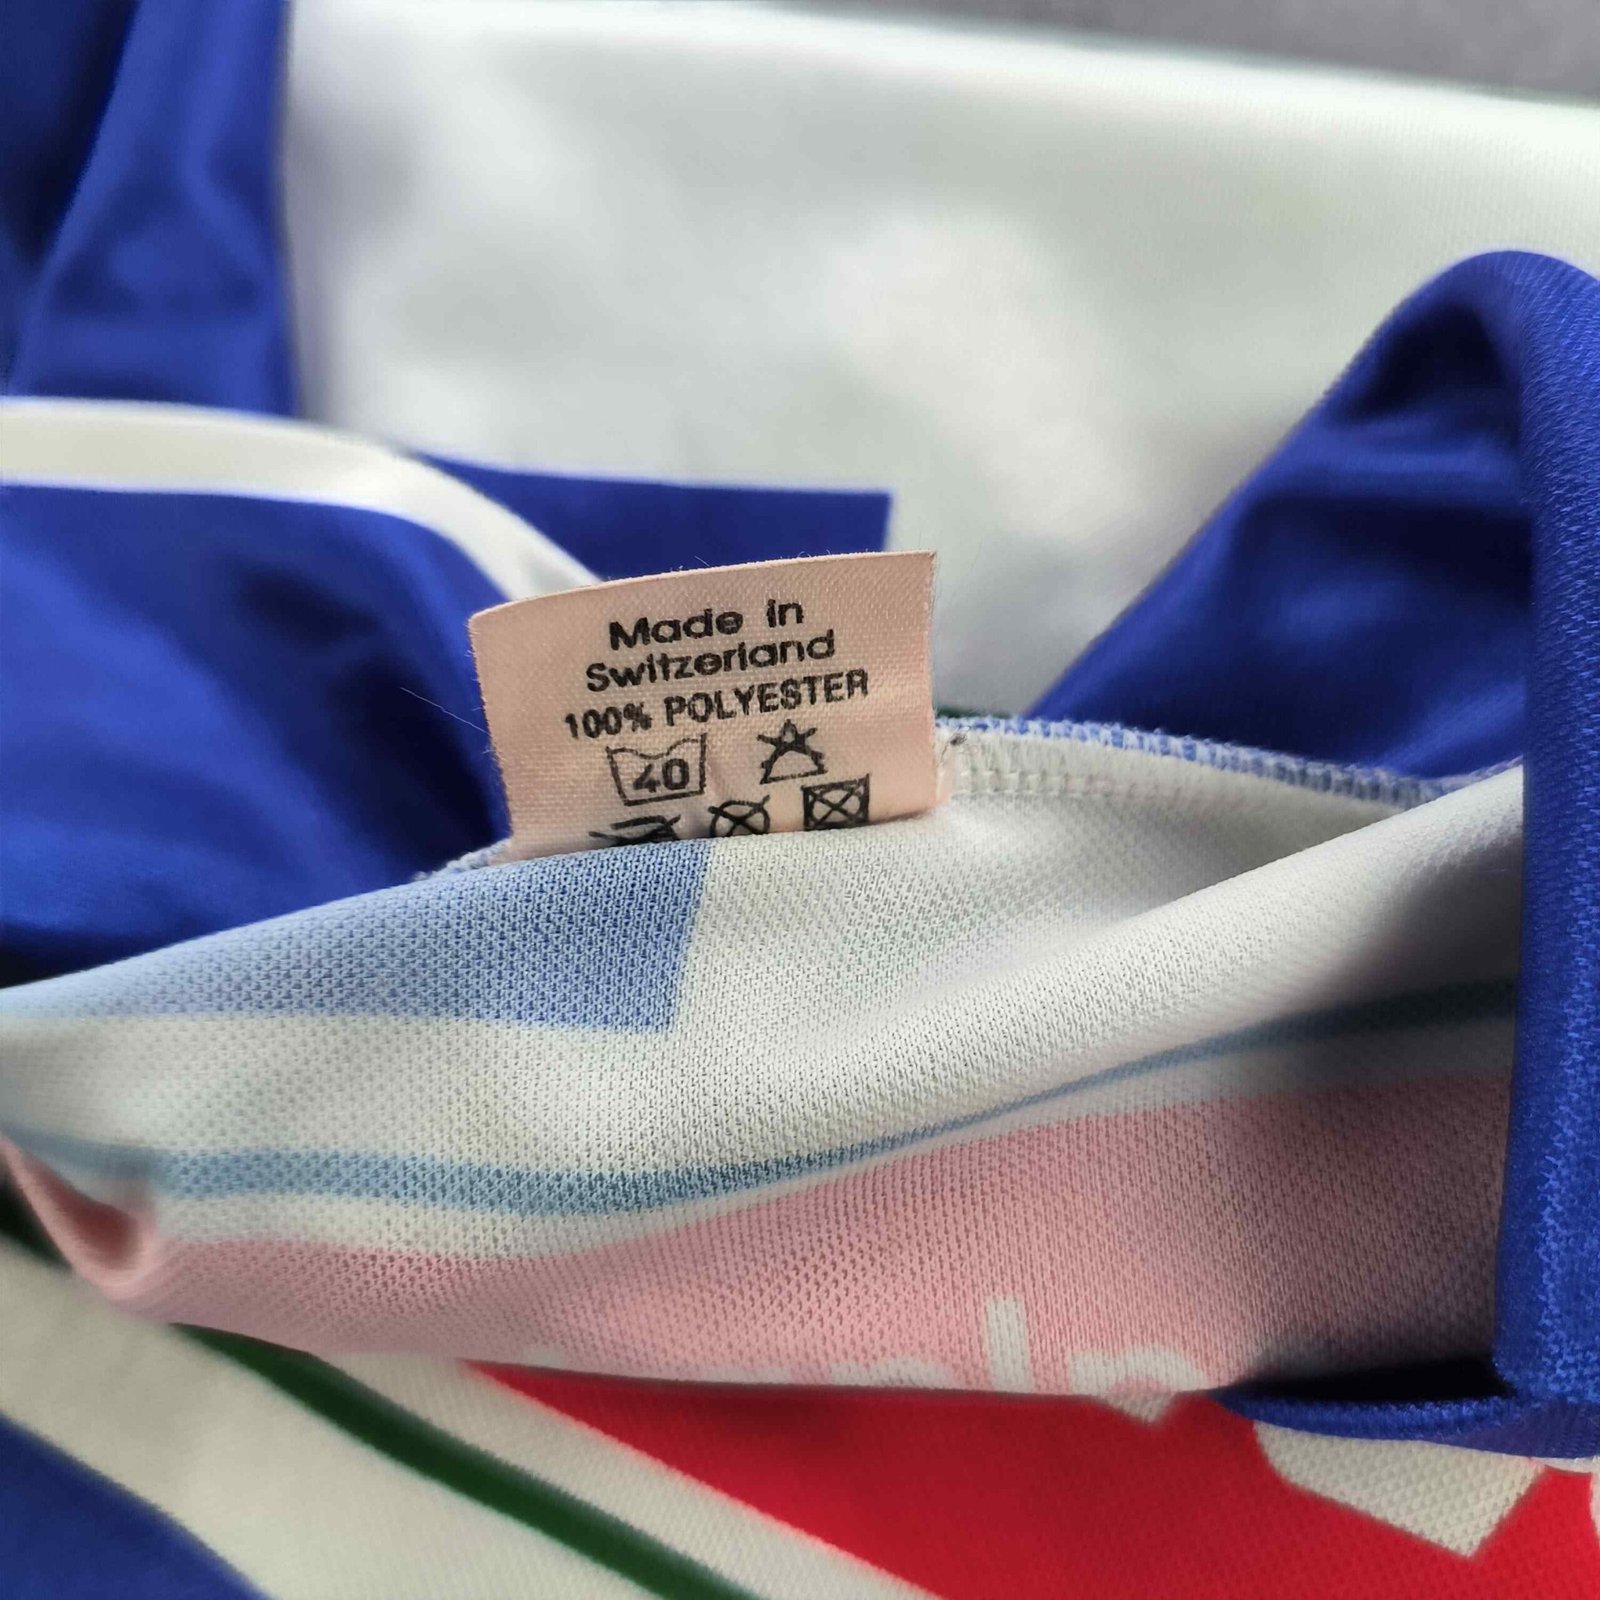 Made in
Switzerland
100% POLYESTER
40